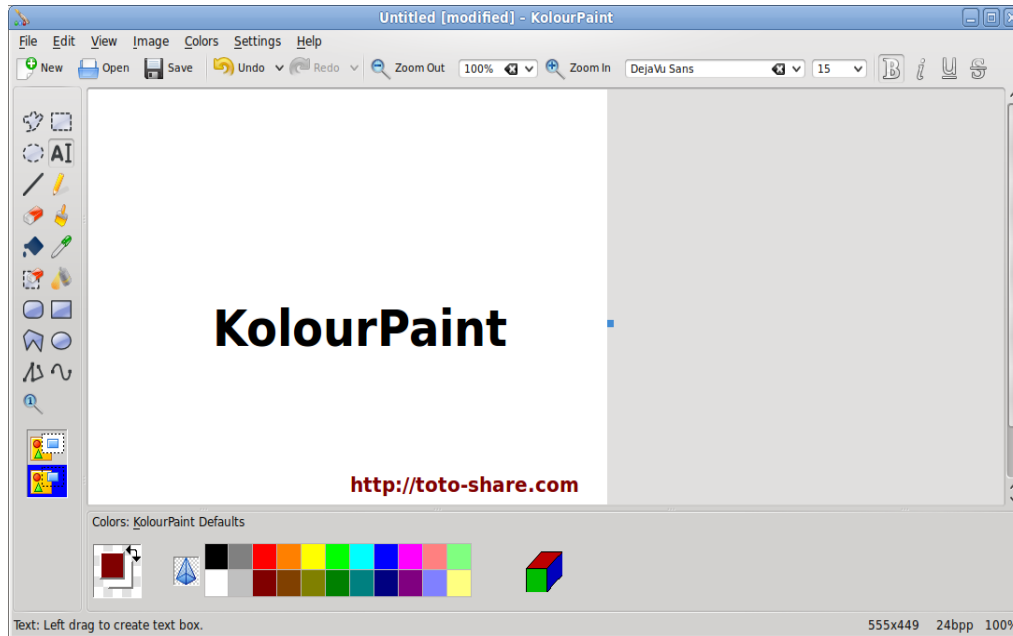 Untitled [modified] - KolourPaint
File Edit View Image Colors Settings Help
New Open Save Undo Redo Zoom Out 100% Zoom In DejaVu Sans 15 B i U S
AI
KolourPaint
http://toto-share.com
Colors: KolourPaint Defaults
Text: Left drag to create text box. 555x449 24bpp 100%